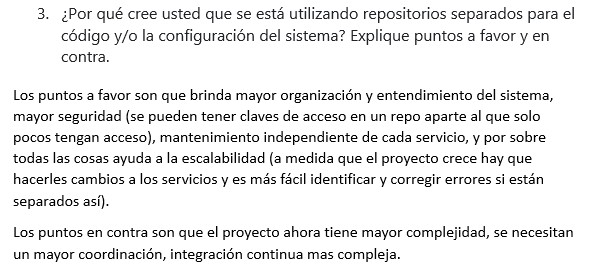 3. ¿Por qué cree usted que se está utilizando repositorios separados para el
código y/o la configuración del sistema? Explique puntos a favor y en
contra.
Los puntos a favor son que brinda mayor organización y entendimiento del sistema,
mayor seguridad (se pueden tener claves de acceso en un repo aparte al que solo
pocos tengan acceso), mantenimiento independiente de cada servicio, y por sobre
todas las cosas ayuda a la escalabilidad (a medida que el proyecto crece hay que
hacerles cambios a los servicios y es más fácil identificar y corregir errores si están
separados así).
Los puntos en contra son que el proyecto ahora tiene mayor complejidad, se necesitan
un mayor coordinación, integración continua mas compleja.